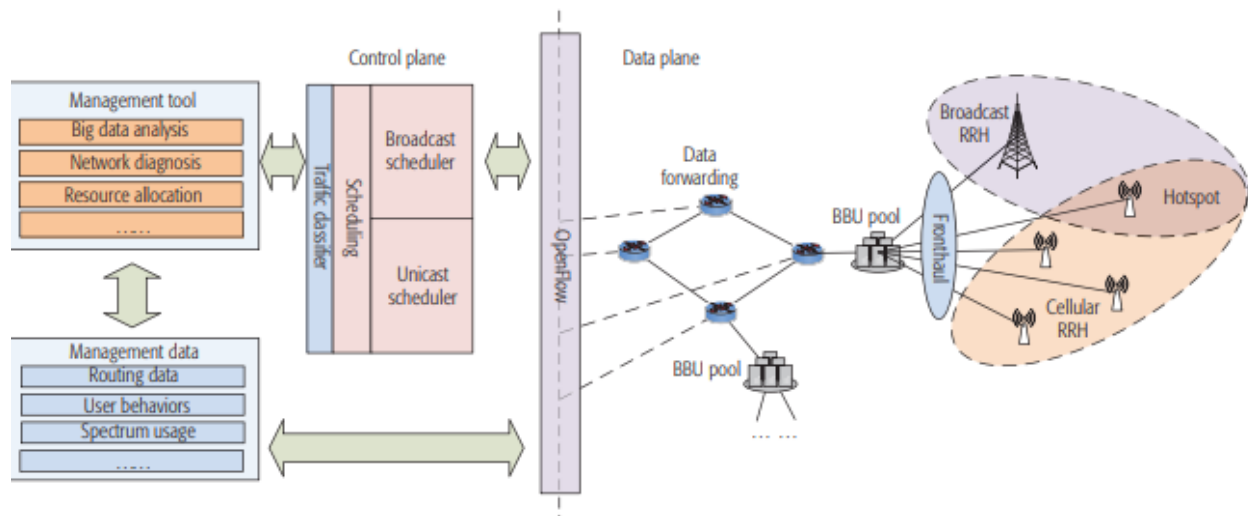 Control plane
Data plane
Management tool
Big data analysis
Network diagnosis
Resource allocation
... ...
Traffic classifier
Scheduling
Broadcast
scheduler
Unicast
scheduler
Management data
Routing data
User behaviors
Spectrum usage
... ...
OpenFlow
Data
forwarding
BBU pool
BBU pool
... ...
Fronthaul
Broadcast
RRH
Hotspot
Cellular
RRH